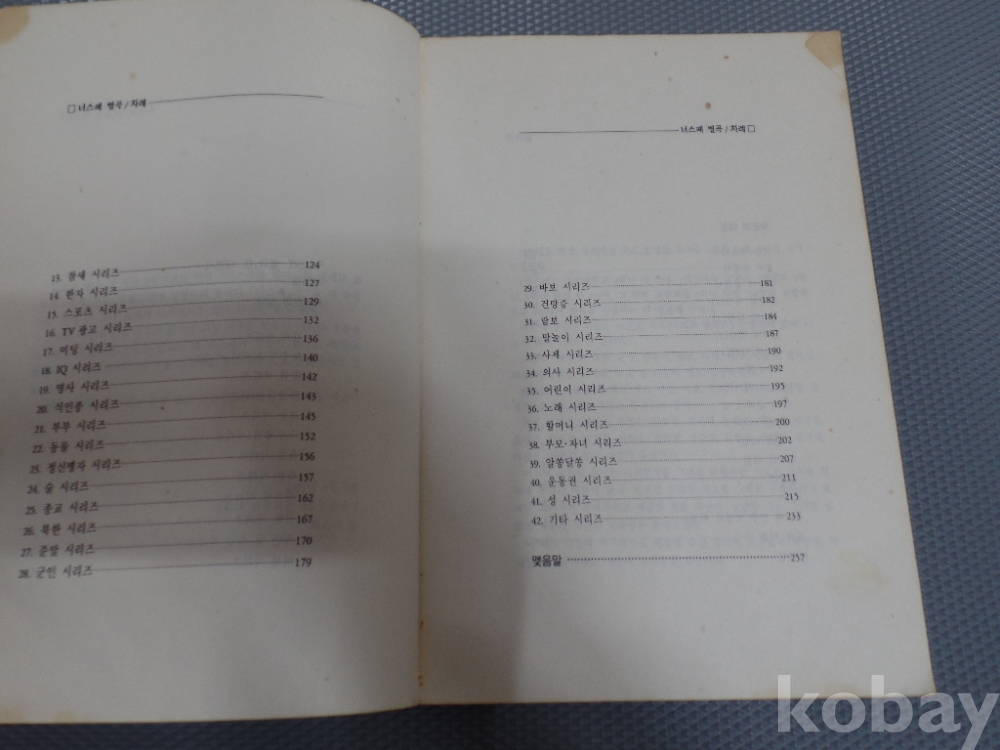 □ 너스레 별곡 / 차례
13. 참새 시리즈 124
14. 한자 시리즈 127
15. 스포츠 시리즈 129
16. TV 광고 시리즈 132
17. 미팅 시리즈 136
18. IQ 시리즈 140
19. 명사 시리즈 142
20. 식인종 시리즈 143
21. 부부 시리즈 145
22. 동물 시리즈 152
23. 정신병자 시리즈 156
24. 술 시리즈 157
25. 종교 시리즈 162
26. 북한 시리즈 167
27. 준말 시리즈 170
28. 군인 시리즈 179
너스레 별곡 / 차례 □
29. 바보 시리즈 181
30. 건망증 시리즈 182
31. 람보 시리즈 184
32. 말놀이 시리즈 187
33. 사제 시리즈 190
34. 의사 시리즈 192
35. 어린이 시리즈 195
36. 노래 시리즈 197
37. 할머니 시리즈 200
38. 부모·자녀 시리즈 202
39. 알쏭달쏭 시리즈 207
40. 운동권 시리즈 211
41. 성 시리즈 215
42. 기타 시리즈 233
맺음말 257
kobay